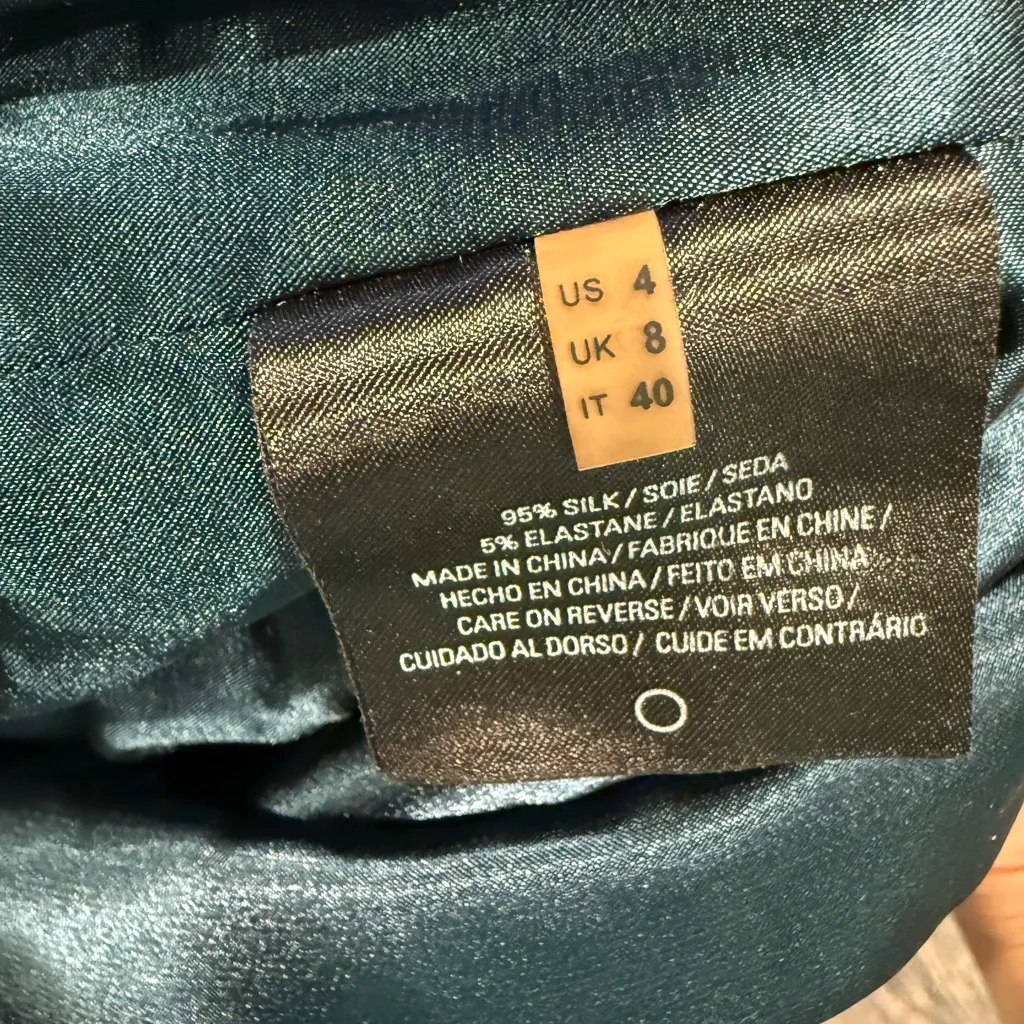 US 4
UK 8
IT 40
95% SILK / SOIE / SEDA
5% ELASTANE / ELASTANO
MADE IN CHINA / FABRIQUE EN CHINE /
HECHO EN CHINA / FEITO EM CHINA
CARE ON REVERSE / VOIR VERSO /
CUIDADO AL DORSO / CUIDE EM CONTRÁRIO